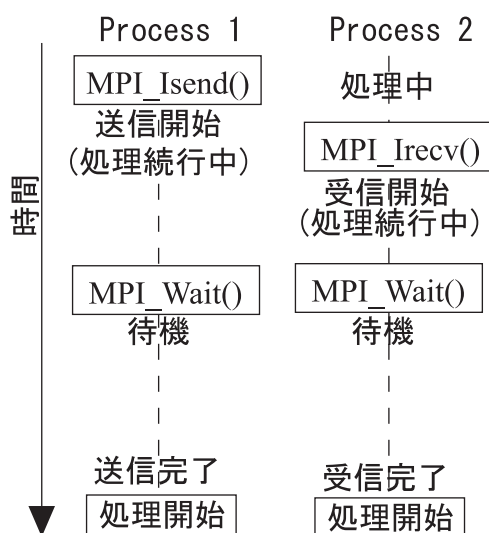 Process 1
Process 2
MPI_Isend()
処理中
送信開始
(処理続行中)
MPI_Irecv()
受信開始
(処理続行中)
時間
MPI_Wait()
MPI_Wait()
待機
待機
送信完了
受信完了
処理開始
処理開始